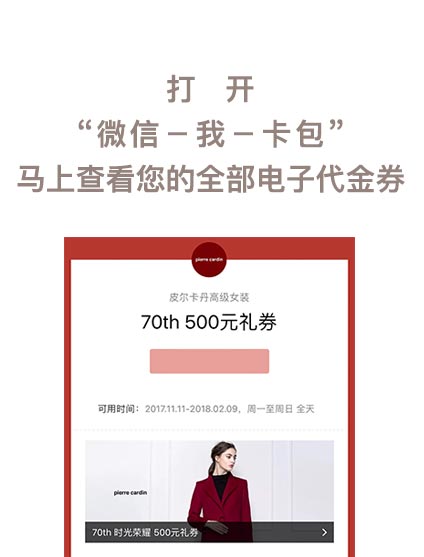 打 开
“微信－我－卡包”
马上查看您的全部电子代金券
pierre cardin
皮尔卡丹高级女装
70th 500元礼券
可用时间：2017.11.11-2018.02.09，周一至周日 全天
pierre cardin
70th 时光荣耀 500元礼券